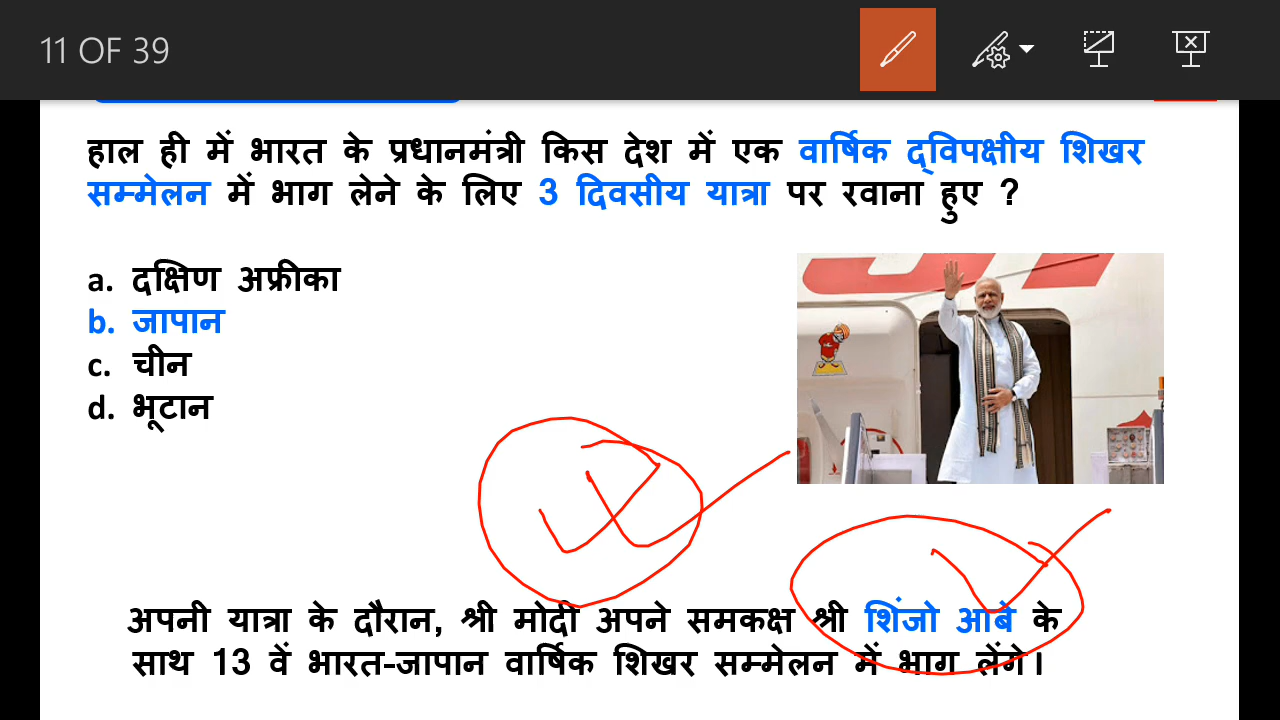 11 OF 39
हाल ही में भारत के प्रधानमंत्री किस देश में एक वार्षिक द्विपक्षीय शिखर
सम्मेलन में भाग लेने के लिए 3 दिवसीय यात्रा पर रवाना हुए ?
a. दक्षिण अफ्रीका
b. जापान
c. चीन
d. भूटान
अपनी यात्रा के दौरान, श्री मोदी अपने समकक्ष श्री शिंजो आबे के
साथ 13 वें भारत-जापान वार्षिक शिखर सम्मेलन में भाग लेंगे।